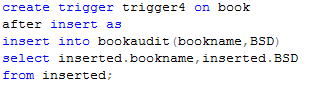 create trigger trigger4 on book
after insert as
insert into bookaudit(bookname,BSD)
select inserted.bookname,inserted.BSD
from inserted;